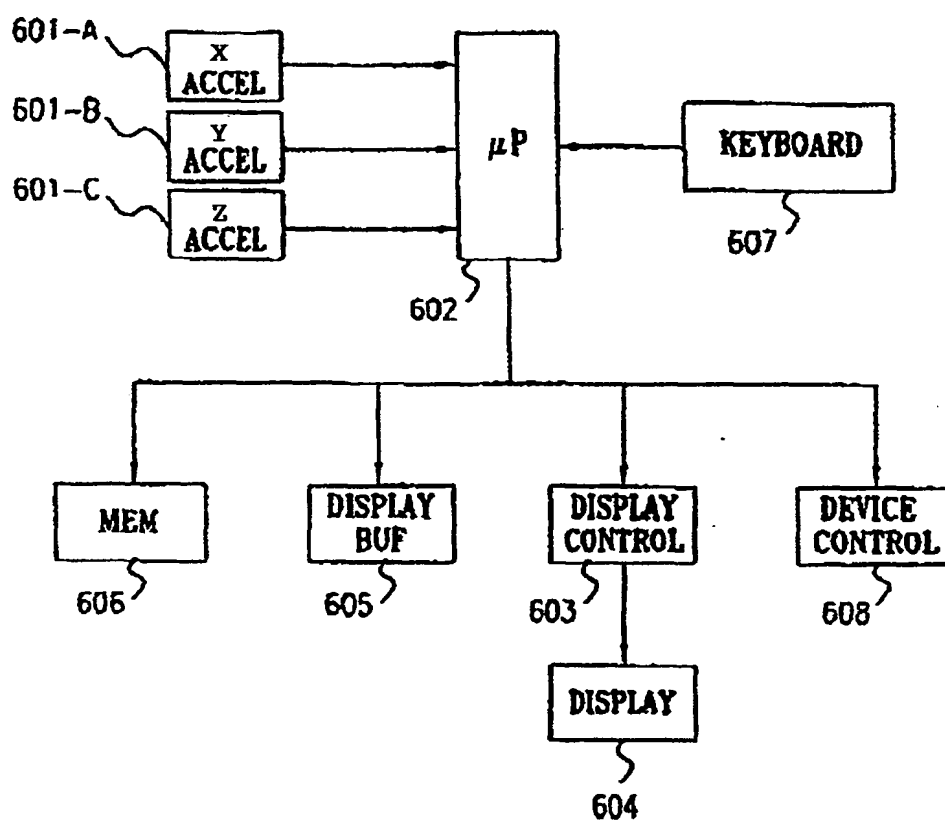 601-A
X
ACCEL
601-B
Y
ACCEL
601-C
Z
ACCEL
μP
602
KEYBOARD
607
MEM
606
DISPLAY
BUF
605
DISPLAY
CONTROL
603
DEVICE
CONTROL
608
DISPLAY
604